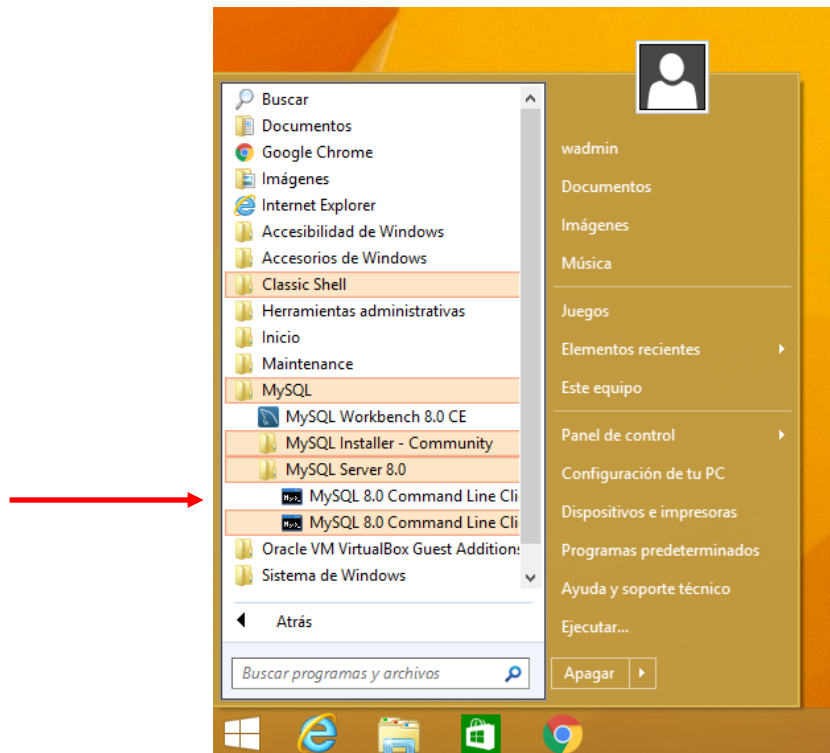 Buscar
Documentos
Google Chrome
Imágenes
Internet Explorer
Accesibilidad de Windows
Accesorios de Windows
Classic Shell
Herramientas administrativas
Inicio
Maintenance
MySQL
MySQL Workbench 8.0 CE
MySQL Installer - Community
MySQL Server 8.0
MySQL 8.0 Command Line Cli
MySQL 8.0 Command Line Cli
Oracle VM VirtualBox Guest Additions
Sistema de Windows
Atrás
Buscar programas y archivos
wadmin
Documentos
Imágenes
Música
Juegos
Elementos recientes
Este equipo
Panel de control
Configuración de tu PC
Dispositivos e impresoras
Programas predeterminados
Ayuda y soporte técnico
Ejecutar...
Apagar